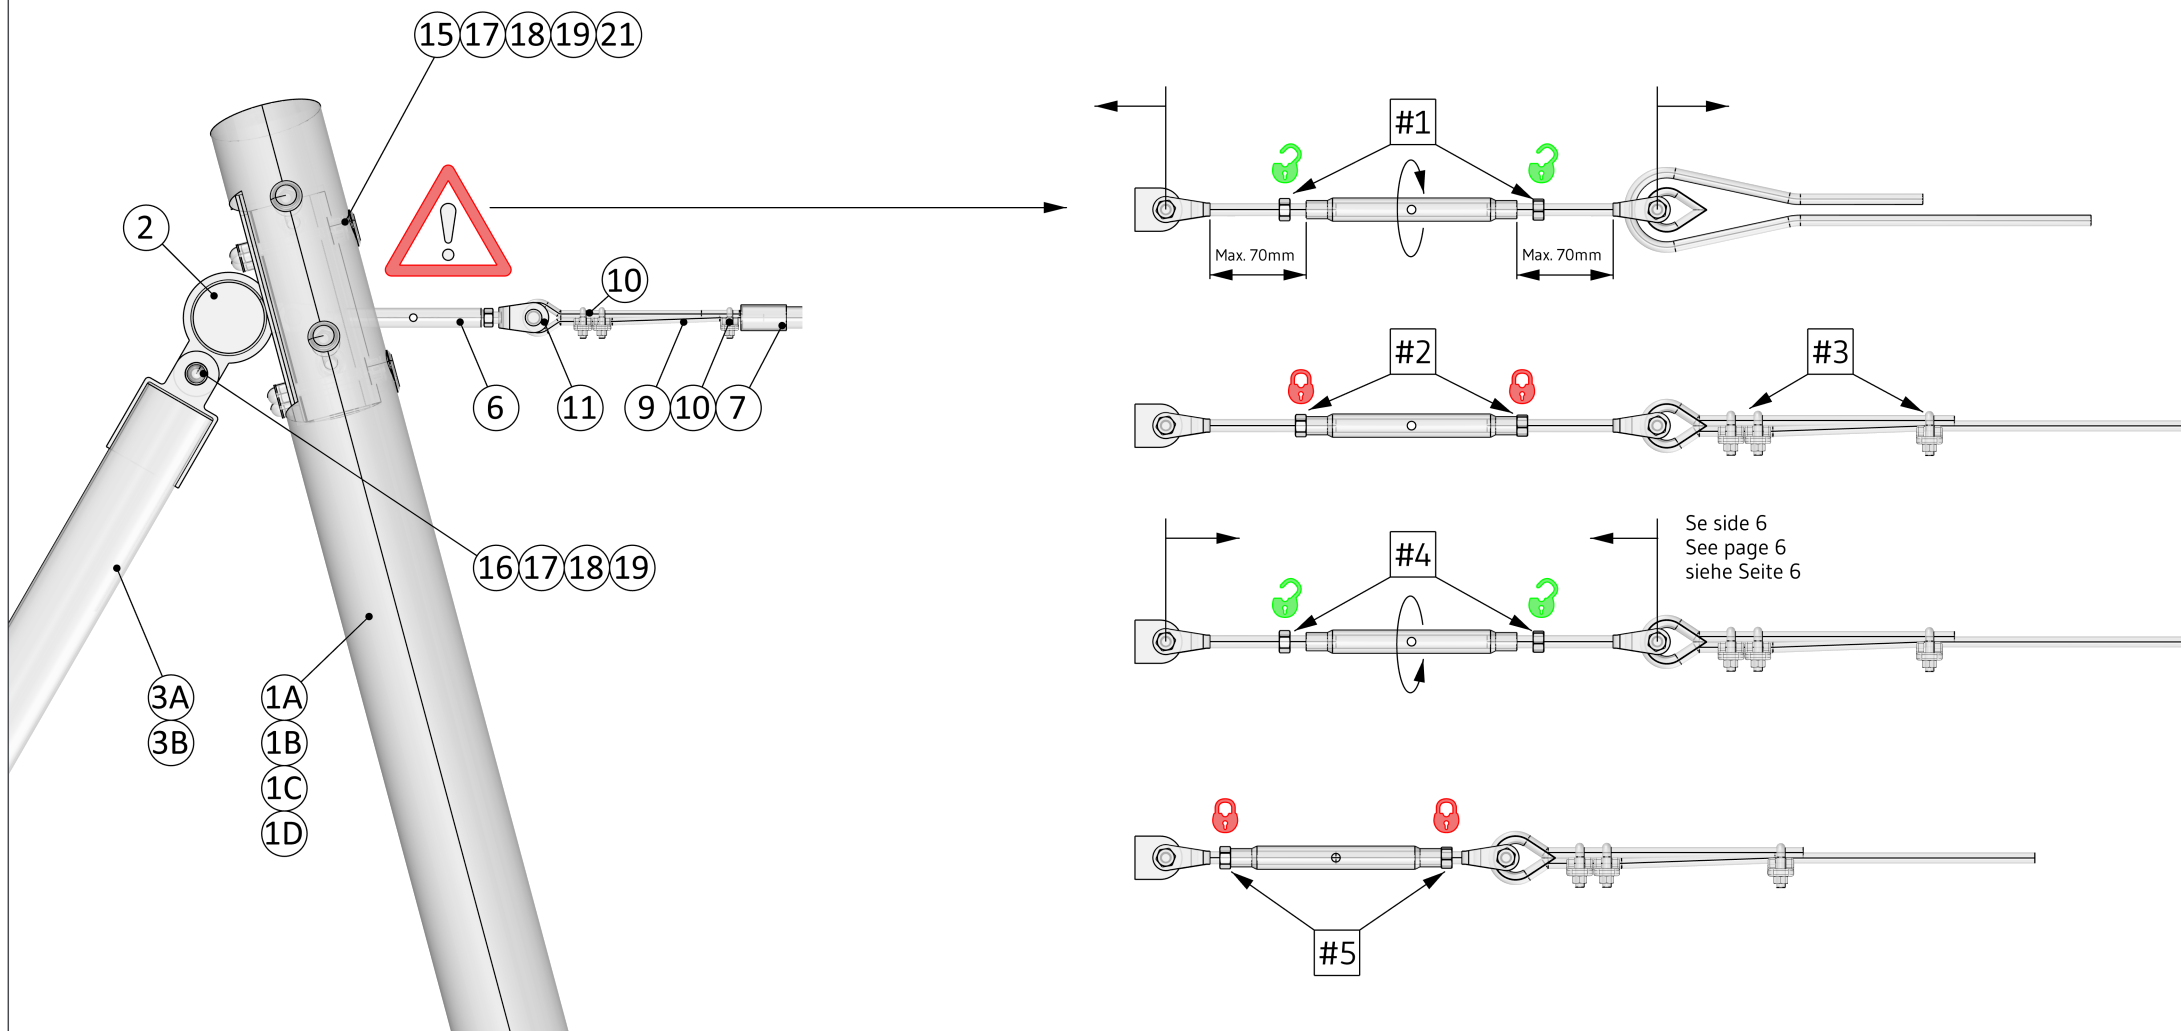 15 17 18 19 21
#1
2
Max. 70mm
Max. 70mm
10
#2
#3
6
11
9
10
7
#4
Se side 6
See page 6
siehe Seite 6
16 17 18 19
3A
3B
1A
1B
1C
1D
#5